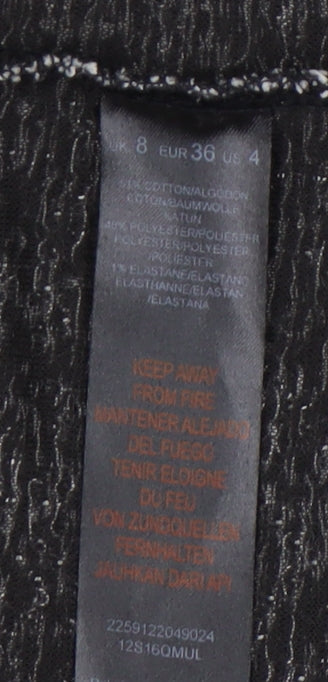 UK 8 EUR 36 US 4
51% COTTON/ALGODON
COTON/BAUMWOLLE
KATUN
48% POLYESTER/POLIESTER
POLYESTER/POLYESTER
/POLIESTER
1% ELASTANE/ELASTANO
ELASTHANNE/ELASTAN
/ELASTANA
KEEP AWAY
FROM FIRE
MANTENER ALEJADO
DEL FUEGO
TENIR ELOIGNE
DU FEU
VON ZUNDQUELLEN
FERNHALTEN
JAUHKAN DARI API
2259122049024
12S16QMUL